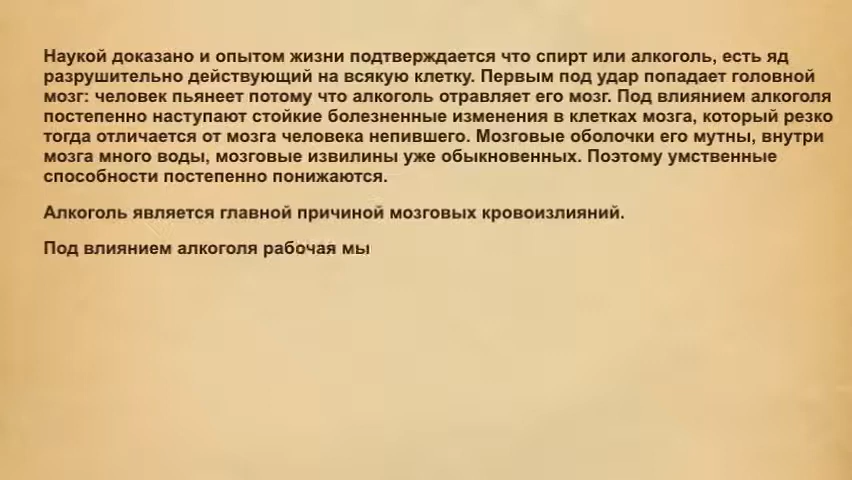 Наукой доказано и опытом жизни подтверждается что спирт или алкоголь, есть яд
разрушительно действующий на всякую клетку. Первым под удар попадает головной
мозг: человек пьянеет потому что алкоголь отравляет его мозг. Под влиянием алкоголя
постепенно наступают стойкие болезненные изменения в клетках мозга, который резко
тогда отличается от мозга человека непившего. Мозговые оболочки его мутны, внутри
мозга много воды, мозговые извилины уже обыкновенных. Поэтому умственные
способности постепенно понижаются.
Алкоголь является главной причиной мозговых кровоизлияний.
Под влиянием алкоголя рабочая мы